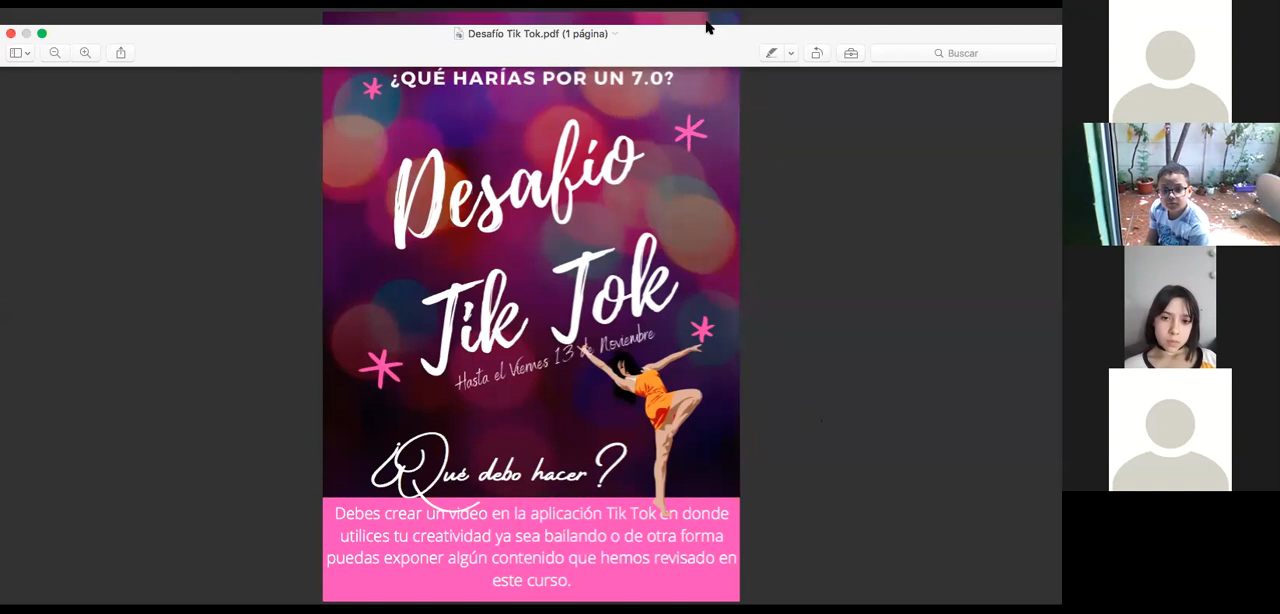 Desafío Tik Tok.pdf (1 página)
Buscar
¿QUÉ HARÍAS POR UN 7.0?
Desafío
Tik Tok
Hasta el Viernes 13 de Noviembre
¿Qué debo hacer?
Debes crear un video en la aplicación Tik Tok en donde
utilices tu creatividad ya sea bailando o de otra forma
puedas exponer algún contenido que hemos revisado en
este curso.